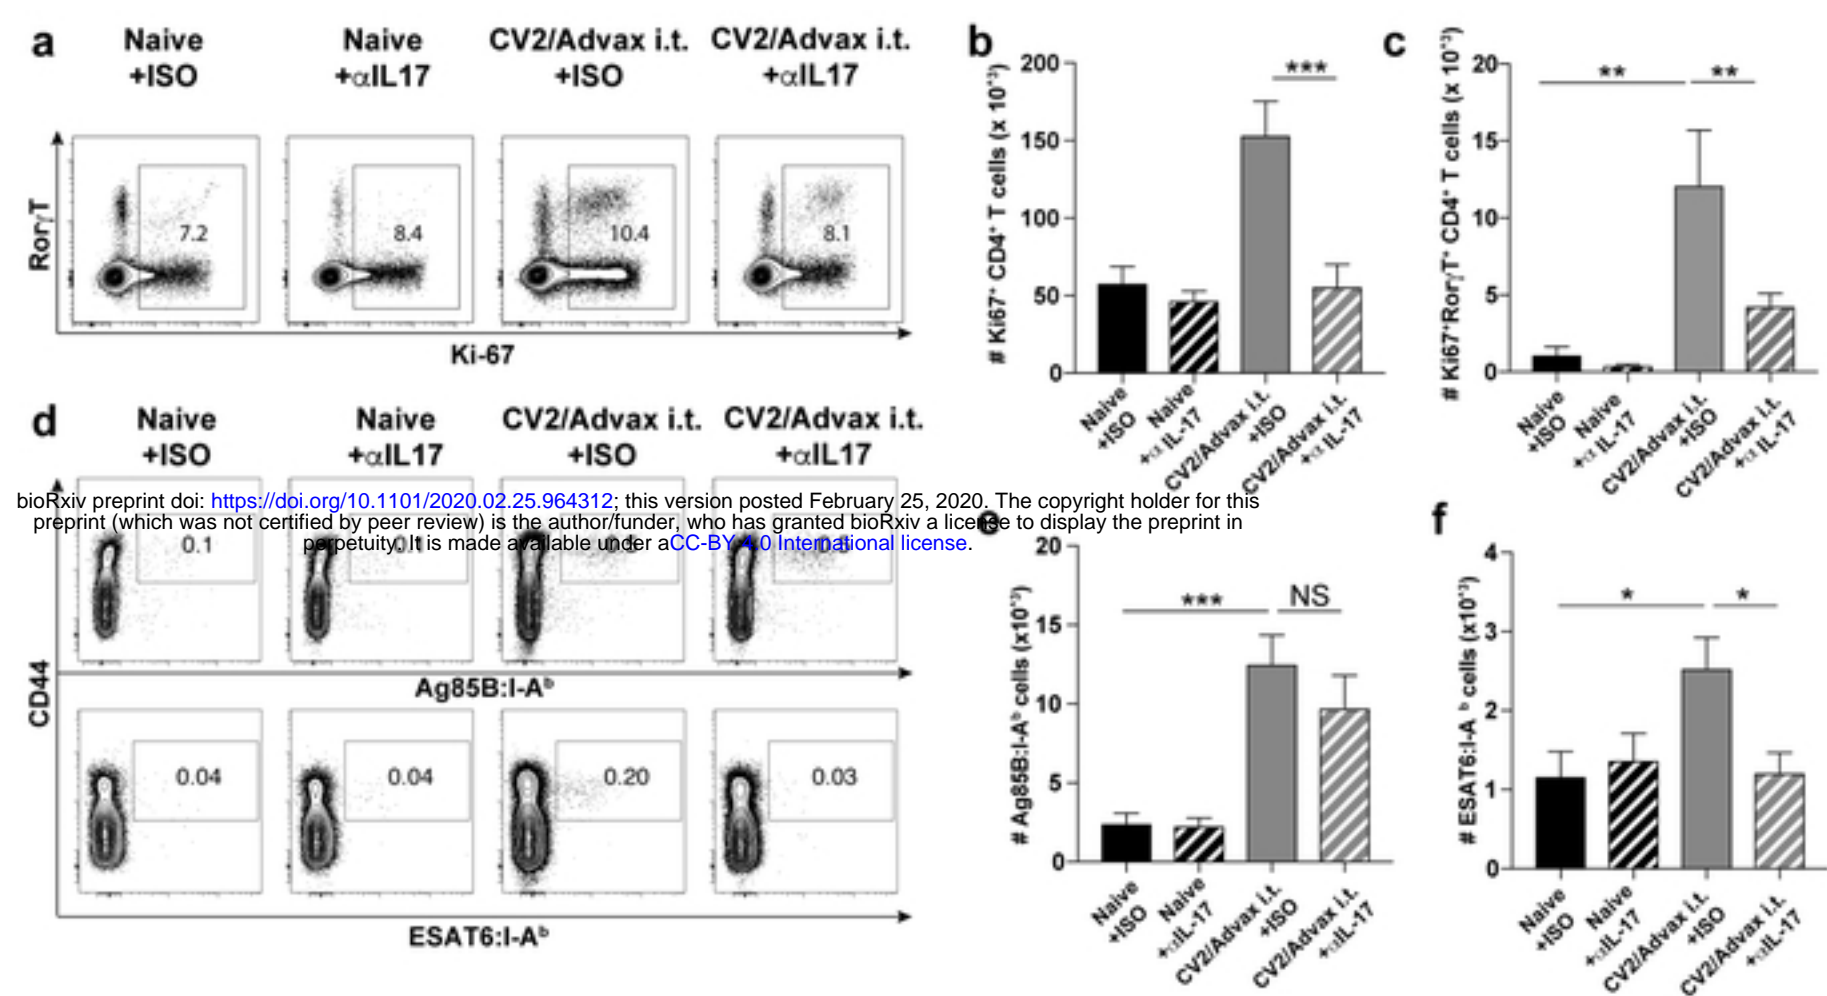 a
Naive +ISO
Naive +αIL17
CV2/Advax i.t. +ISO
CV2/Advax i.t. +αIL17
RorγT
7.2
8.4
10.4
8.1
Ki-67
b
# Ki67⁺ CD4⁺ T cells (x 10^3)
200
150
100
50
0
***
Naive +ISO
Naive +α IL-17
CV2/Advax i.t. +ISO
CV2/Advax i.t. +α IL-17
c
# Ki67⁺RorγT⁺ CD4⁺ T cells (x 10^3)
20
15
10
5
0
**
**
Naive +ISO
Naive +α IL-17
CV2/Advax i.t. +ISO
CV2/Advax i.t. +α IL-17
d
Naive +ISO
Naive +αIL17
CV2/Advax i.t. +ISO
CV2/Advax i.t. +αIL17
bioRxiv preprint doi: https://doi.org/10.1101/2020.02.25.964312; this version posted February 25, 2020. The copyright holder for this
preprint (which was not certified by peer review) is the author/funder, who has granted bioRxiv a license to display the preprint in
perpetuity. It is made available under aCC-BY 4.0 International license.
0.1
CD44
Ag85B:I-Aᵇ
0.04
0.04
0.20
0.03
ESAT6:I-Aᵇ
e
# Ag85B:I-Aᵇ cells (x10^3)
20
15
10
5
0
***
NS
Naive +ISO
Naive +αIL-17
CV2/Advax i.t. +ISO
CV2/Advax i.t. +αIL-17
f
# ESAT6:I-A ᵇ cells (x10^3)
4
3
2
1
0
*
*
Naive +ISO
Naive +αIL-17
CV2/Advax i.t. +ISO
CV2/Advax i.t. +αIL-17